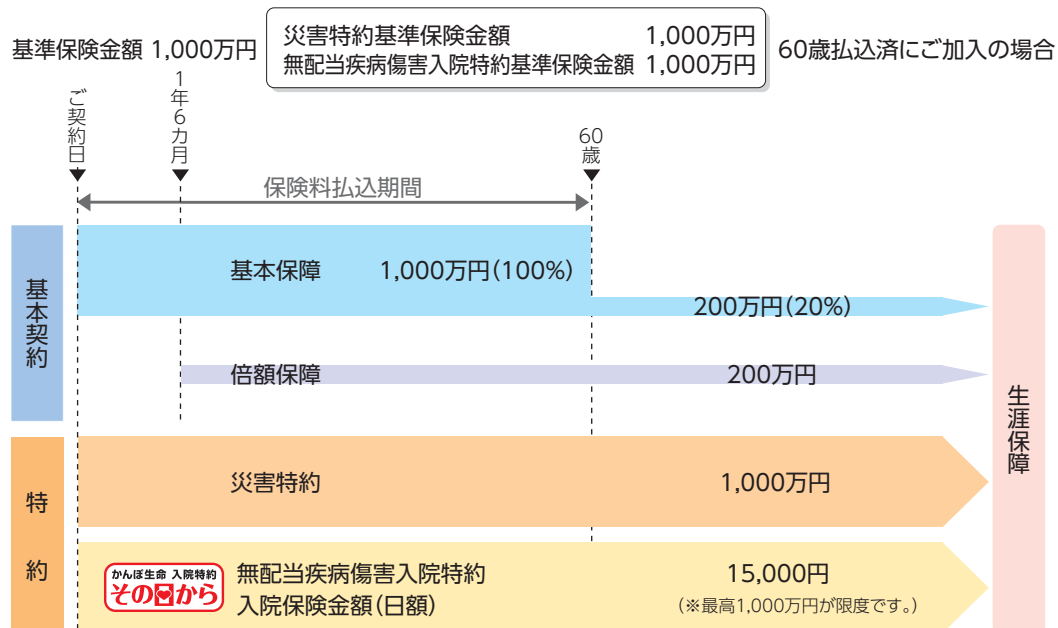 基準保険金額 1,000万円
災害特約基準保険金額 1,000万円
無配当疾病傷害入院特約基準保険金額 1,000万円
60歳払込済にご加入の場合
ご契約日
1年6カ月
60歳
保険料払込期間
基本契約
基本保障 1,000万円(100%)
200万円(20%)
倍額保障 200万円
生涯保障
特約
災害特約 1,000万円
かんぽ生命 入院特約
その日から
無配当疾病傷害入院特約
入院保険金額(日額)
15,000円
(※最高1,000万円が限度です。)